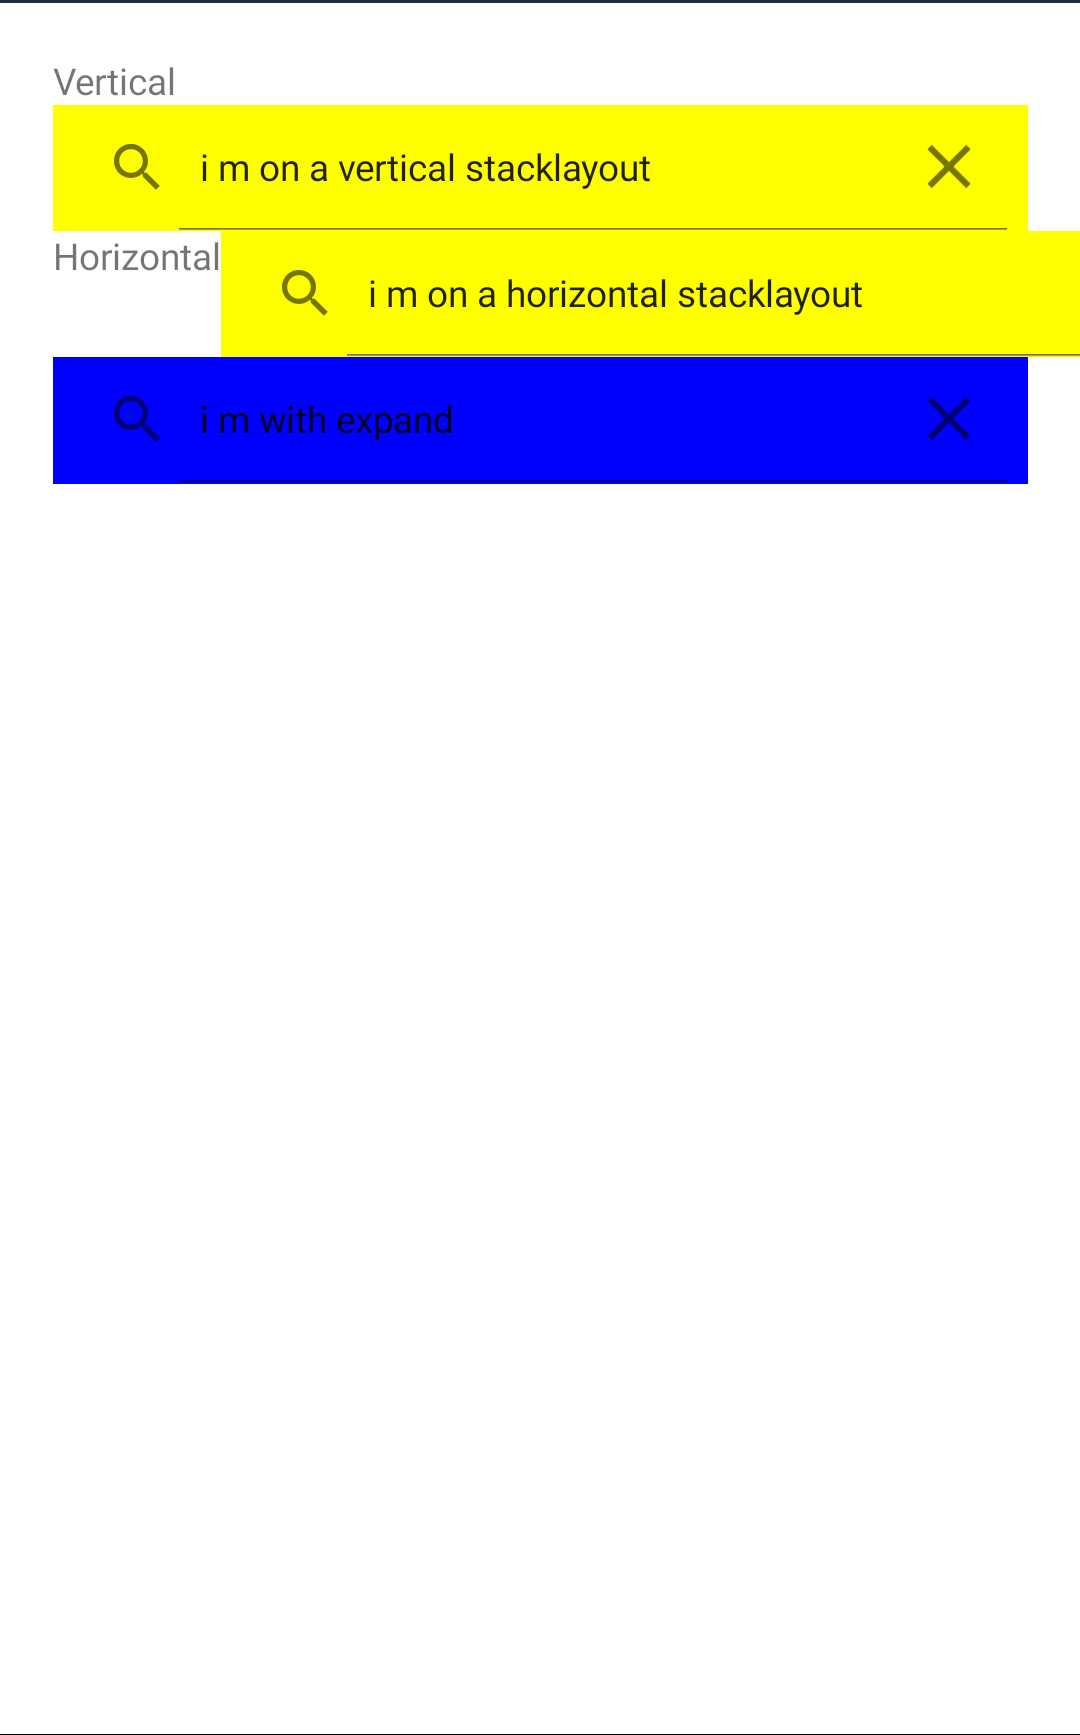 Vertical
i m on a vertical stacklayout
Horizontal
i m on a horizontal stacklayout
i m with expand